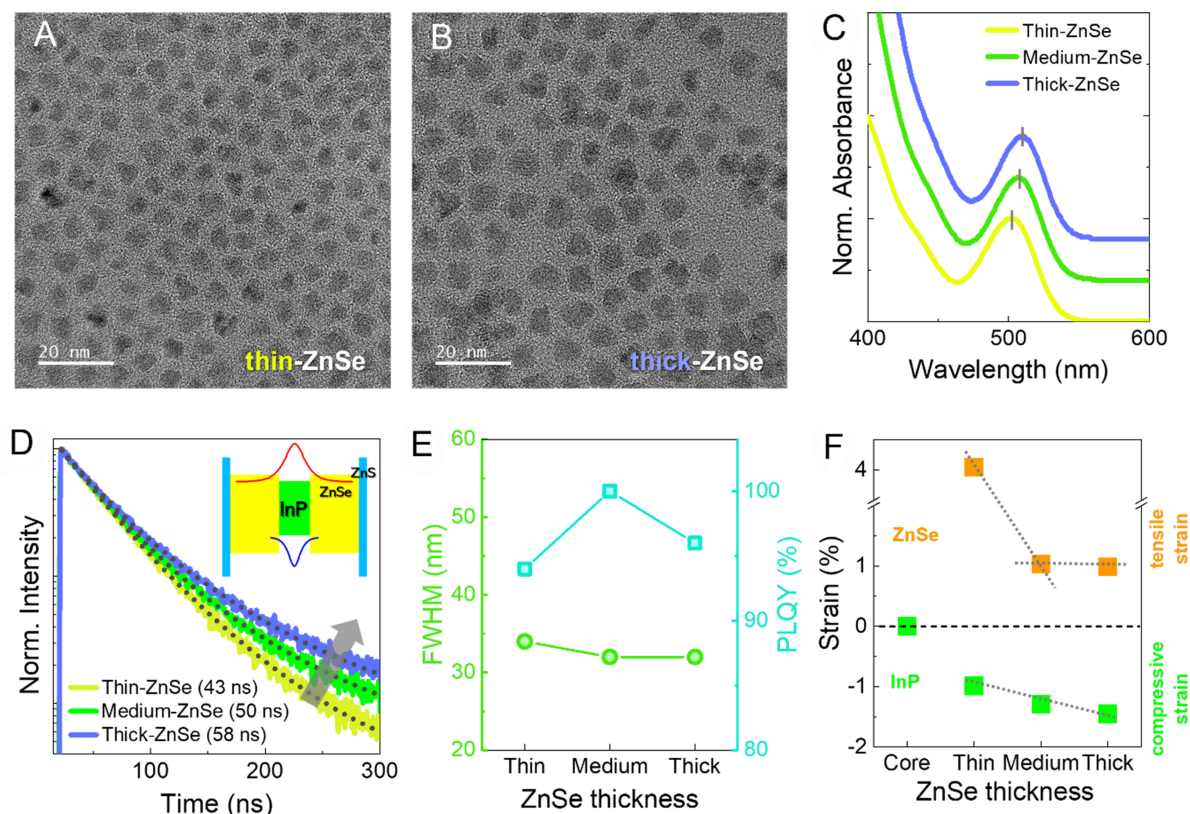 A
20 nm
thin-ZnSe
B
20 nm
thick-ZnSe
C
Thin-ZnSe
Medium-ZnSe
Thick-ZnSe
Norm. Absorbance
400
500
600
Wavelength (nm)
D
ZnS
ZnSe
InP
Thin-ZnSe (43 ns)
Medium-ZnSe (50 ns)
Thick-ZnSe (58 ns)
Norm. Intensity
100
200
300
Time (ns)
E
60
50
40
30
20
FWHM (nm)
100
90
80
PLQY (%)
Thin
Medium
Thick
ZnSe thickness
F
4
1
0
-1
-2
Strain (%)
ZnSe
InP
tensile
strain
compressive
strain
Core
Thin
Medium
Thick
ZnSe thickness